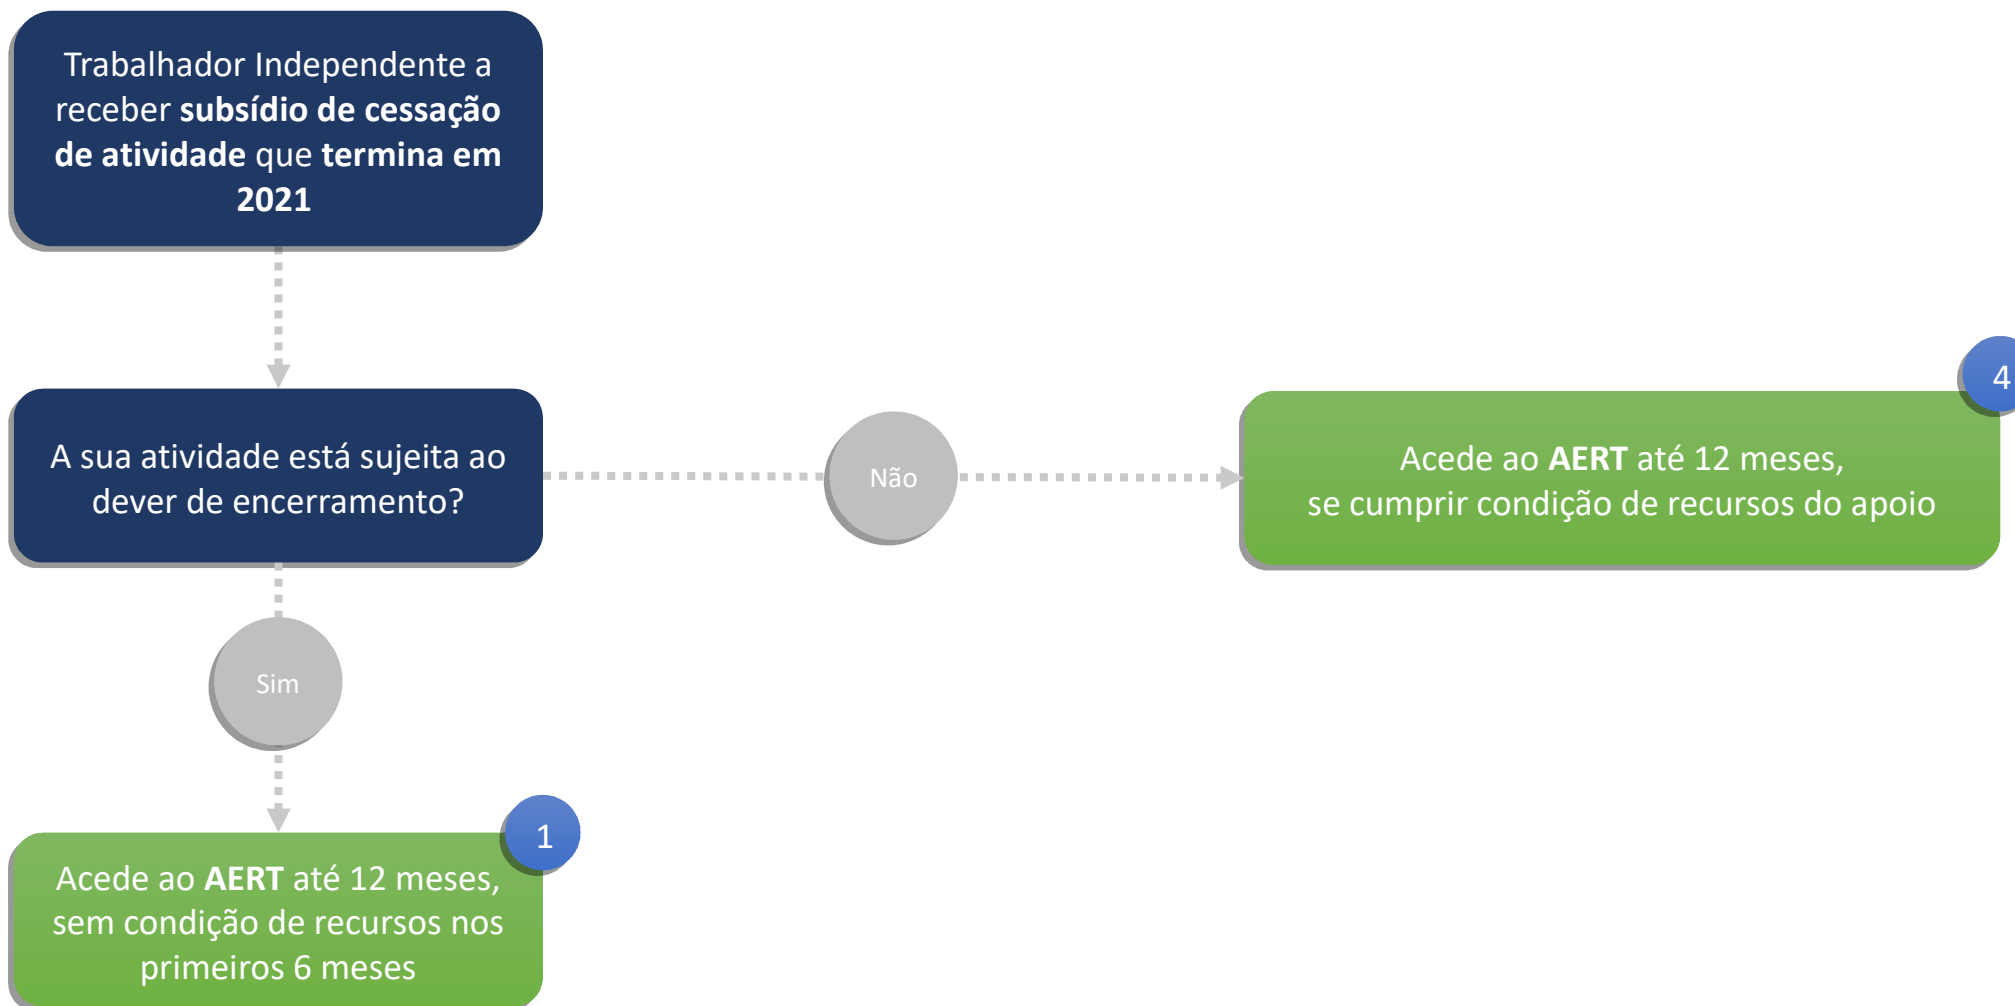 Trabalhador Independente a
receber subsídio de cessação
de atividade que termina em
2021
A sua atividade está sujeita ao
dever de encerramento?
Não
4
Acede ao AERT até 12 meses,
se cumprir condição de recursos do apoio
Sim
1
Acede ao AERT até 12 meses,
sem condição de recursos nos
primeiros 6 meses